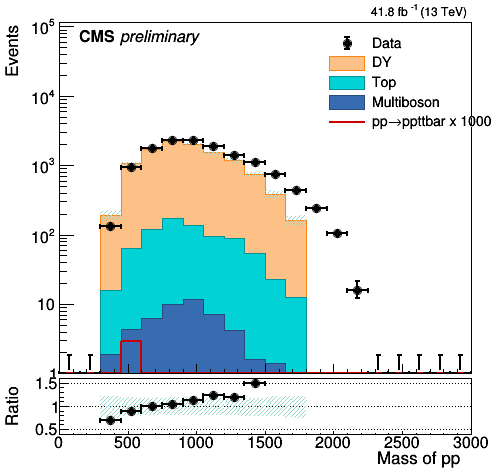 41.8 fb⁻¹ (13 TeV)
CMS preliminary
Events
10⁵
10⁴
10³
10²
10
1
Data
DY
Top
Multiboson
pp→ppttbar x 1000
Ratio
1.5
1
0.5
0 500 1000 1500 2000 2500 3000
Mass of pp